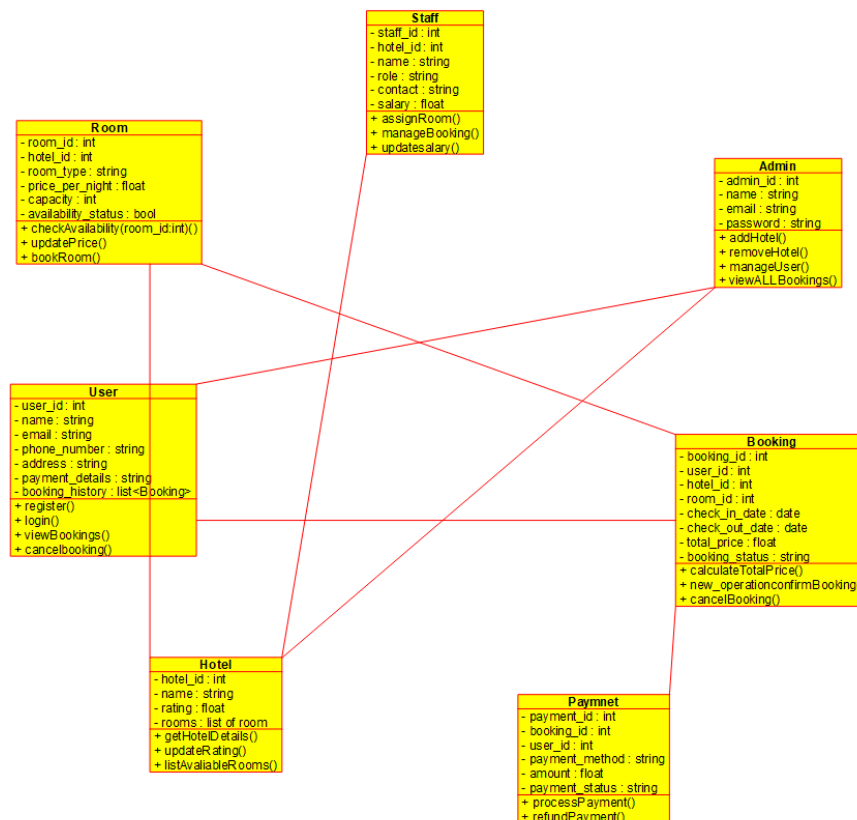 Staff
- staff_id : int
- hotel_id : int
- name : string
- role : string
- contact : string
- salary : float
+ assignRoom()
+ manageBooking()
+ updatesalary()
Room
- room_id : int
- hotel_id : int
- room_type : string
- price_per_night : float
- capacity : int
- availability_status : bool
+ checkAvailability(room_id:int)()
+ updatePrice()
+ bookRoom()
Admin
- admin_id : int
- name : string
- email : string
- password : string
+ addHotel()
+ removeHotel()
+ manageUser()
+ viewALLBookings()
User
- user_id : int
- name : string
- email : string
- phone_number : string
- address : string
- payment_details : string
- booking_history : list<Booking>
+ register()
+ login()
+ viewBookings()
+ cancelbooking()
Booking
- booking_id : int
- user_id : int
- hotel_id : int
- room_id : int
- check_in_date : date
- check_out_date : date
- total_price : float
- booking_status : string
+ calculateTotalPrice()
+ new_operationconfirmBooking
+ cancelBooking()
Hotel
- hotel_id : int
- name : string
- rating : float
- rooms : list of room
+ getHotelDetails()
+ updateRating()
+ listAvaliableRooms()
Paymnet
- payment_id : int
- booking_id : int
- user_id : int
- payment_method : string
- amount : float
- payment_status : string
+ processPayment()
+ refundPayment()